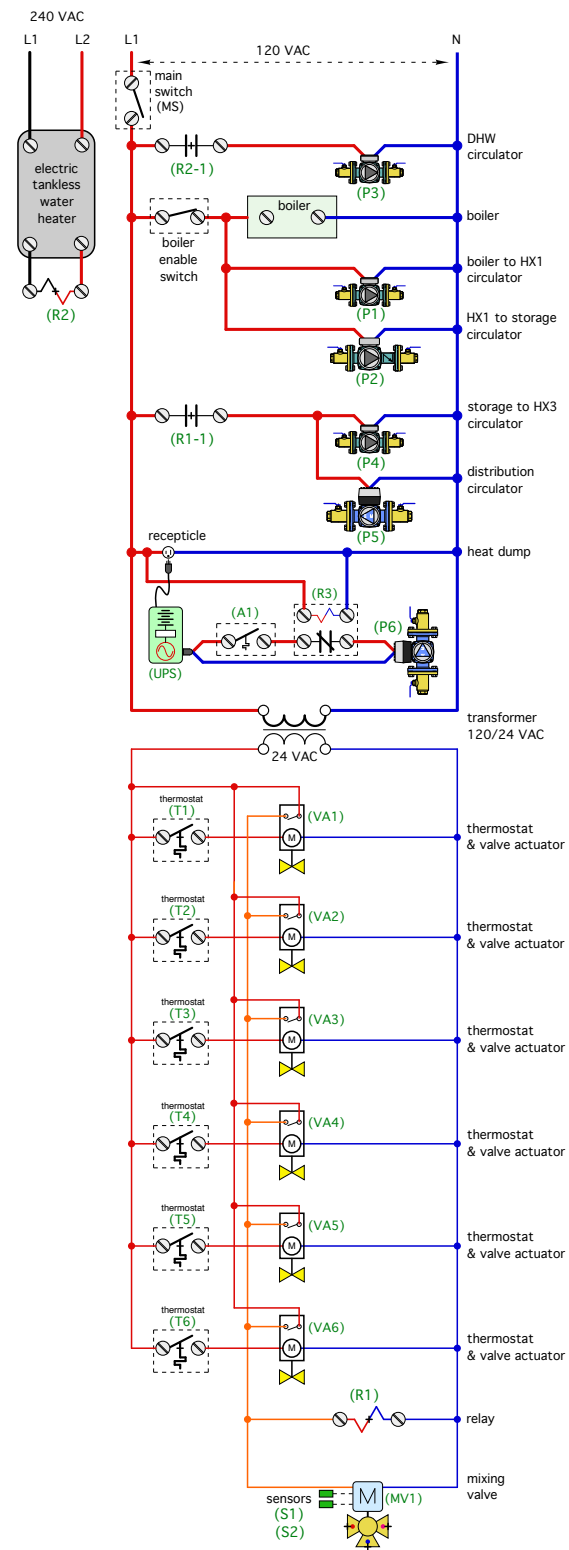 240 VAC
L1 L2 L1 N
120 VAC
main
switch
(MS)
DHW
circulator
(R2-1)
(P3)
electric
tankless
water
heater
boiler
boiler
boiler
enable
switch
(R2)
boiler to HX1
circulator
(P1)
HX1 to storage
circulator
(P2)
storage to HX3
circulator
(R1-1)
(P4)
distribution
circulator
(P5)
recepticle
heat dump
(R3)
(A1)
(P6)
(UPS)
transformer
120/24 VAC
24 VAC
thermostat
(T1)
(VA1)
M
thermostat
& valve actuator
thermostat
(T2)
(VA2)
M
thermostat
& valve actuator
thermostat
(T3)
(VA3)
M
thermostat
& valve actuator
thermostat
(T4)
(VA4)
M
thermostat
& valve actuator
thermostat
(T5)
(VA5)
M
thermostat
& valve actuator
thermostat
(T6)
(VA6)
M
thermostat
& valve actuator
(R1)
relay
mixing
valve
sensors
(S1)
(S2)
M
(MV1)